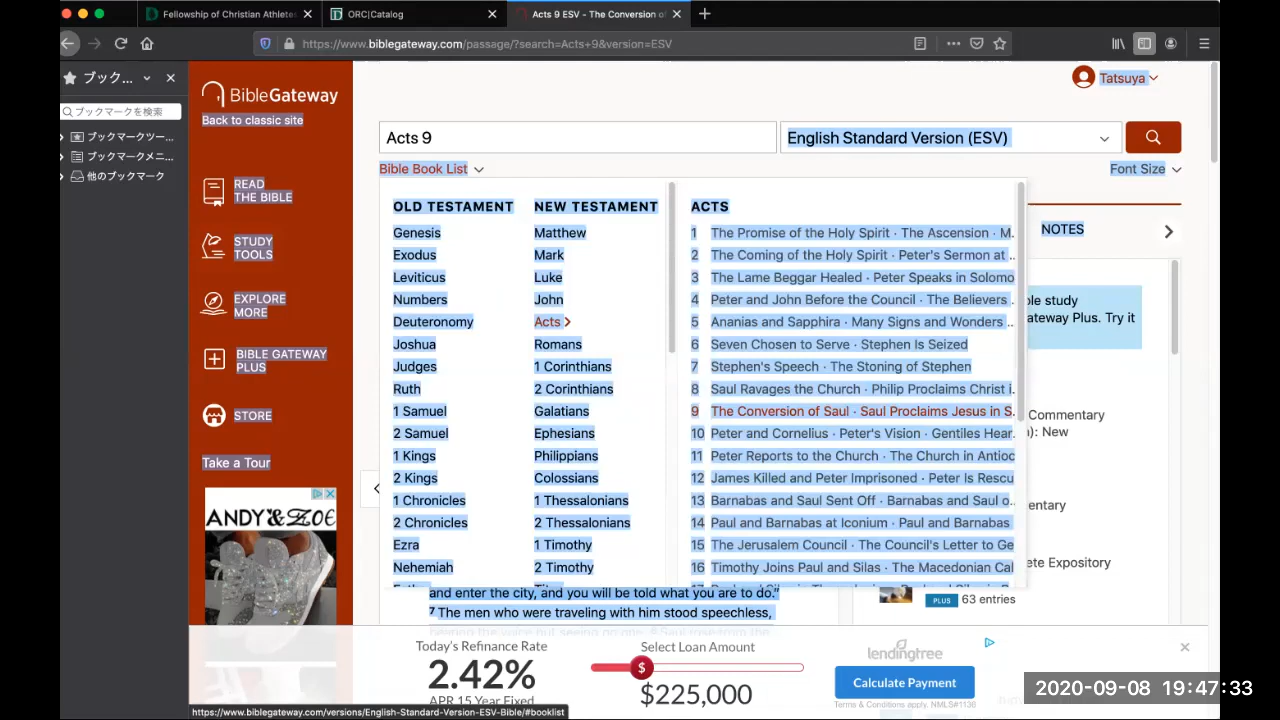 Fellowship of Christian Athletes
ORC|Catalog
Acts 9 ESV - The Conversion of
https://www.biblegateway.com/passage/?search=Acts+9&version=ESV
ブック...
ブックマークを検索
ブックマークツー...
ブックマークメニ...
他のブックマーク
BibleGateway
Back to classic site
READ
THE BIBLE
STUDY
TOOLS
EXPLORE
MORE
BIBLE GATEWAY
PLUS
STORE
Take a Tour
ANDY & ZOE
Tatsuya
Acts 9
English Standard Version (ESV)
Bible Book List
Font Size
OLD TESTAMENT
Genesis
Exodus
Leviticus
Numbers
Deuteronomy
Joshua
Judges
Ruth
1 Samuel
2 Samuel
1 Kings
2 Kings
1 Chronicles
2 Chronicles
Ezra
Nehemiah
NEW TESTAMENT
Matthew
Mark
Luke
John
Acts
Romans
1 Corinthians
2 Corinthians
Galatians
Ephesians
Philippians
Colossians
1 Thessalonians
2 Thessalonians
1 Timothy
2 Timothy
ACTS
1 The Promise of the Holy Spirit · The Ascension · M.
2 The Coming of the Holy Spirit · Peter's Sermon at ..
3 The Lame Beggar Healed · Peter Speaks in Solomo
4 Peter and John Before the Council · The Believers .
5 Ananias and Sapphira · Many Signs and Wonders ..
6 Seven Chosen to Serve · Stephen Is Seized
7 Stephen's Speech · The Stoning of Stephen
8 Saul Ravages the Church · Philip Proclaims Christ i.
9 The Conversion of Saul · Saul Proclaims Jesus in S.
10 Peter and Cornelius · Peter's Vision · Gentiles Hear.
11 Peter Reports to the Church · The Church in Antioc
12 James Killed and Peter Imprisoned · Peter Is Rescu
13 Barnabas and Saul Sent Off · Barnabas and Saul o.
14 Paul and Barnabas at Iconium · Paul and Barnabas
15 The Jerusalem Council · The Council's Letter to Ge
16 Timothy Joins Paul and Silas · The Macedonian Cal
NOTES
ble study
ateway Plus. Try it
Commentary
): New
entary
ete Expository
PLUS 63 entries
and enter the city, and you will be told what you are to do."
7 The men who were traveling with him stood speechless,
Today's Refinance Rate
2.42%
APR 15 Year Fixed
Select Loan Amount
$
$225,000
lendingtree
Calculate Payment
Terms & Conditions apply. NMLS#1136
2020-09-08 19:47:33
https://www.biblegateway.com/versions/English-Standard-Version-ESV-Bible/#booklist